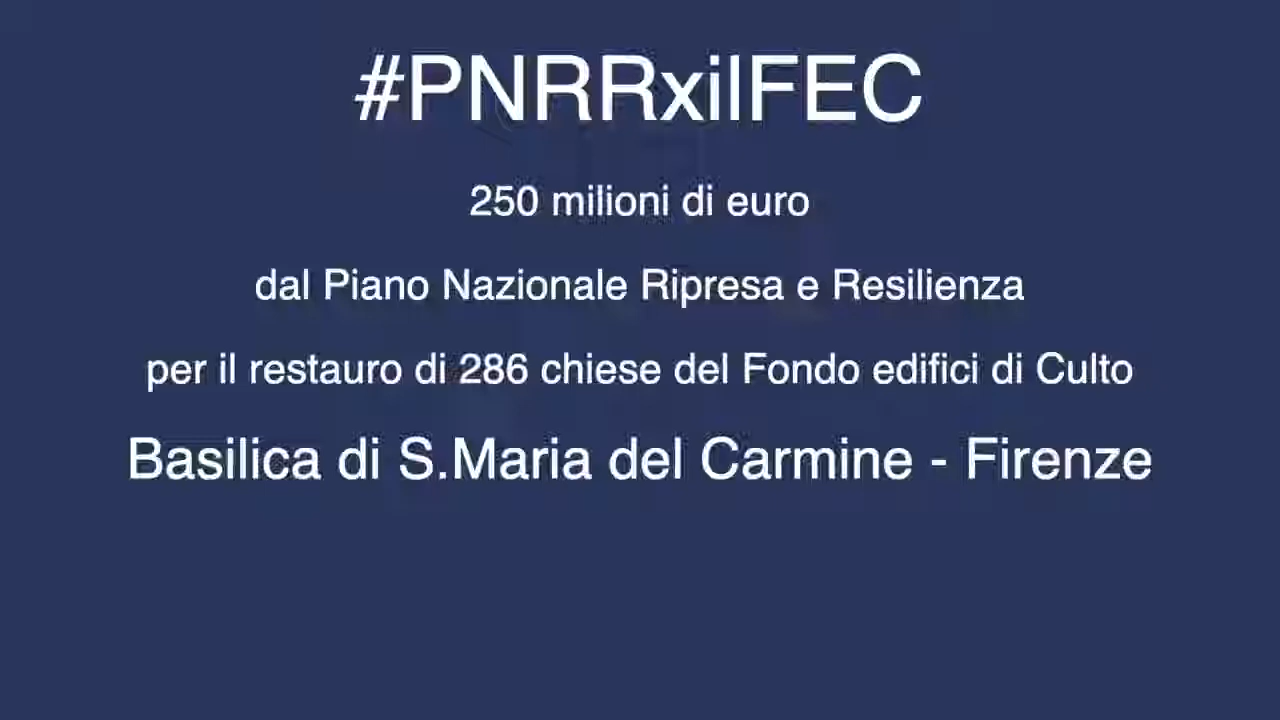 #PNRRxilFEC
250 milioni di euro
dal Piano Nazionale Ripresa e Resilienza
per il restauro di 286 chiese del Fondo edifici di Culto
Basilica di S.Maria del Carmine - Firenze